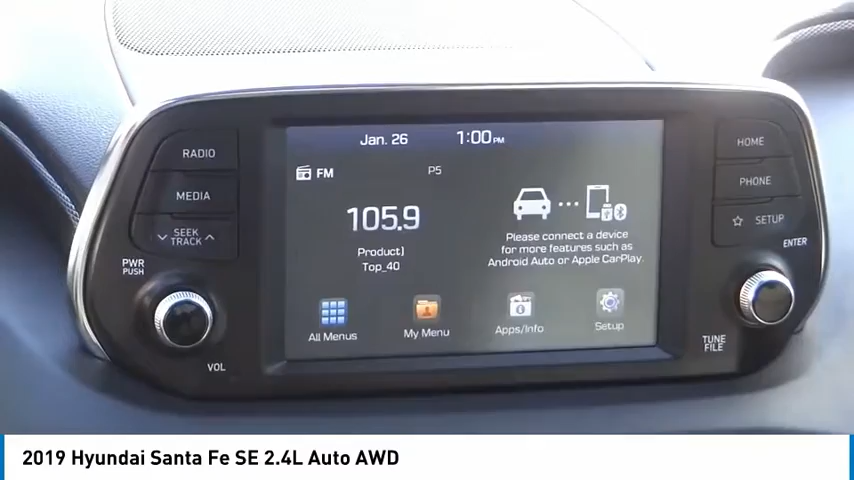 Jan. 26 1:00 PM
RADIO
MEDIA
SEEK
TRACK
PWR
PUSH
VOL
FM
P5
105.9
Product]
Top_40
Please connect a device
for more features such as
Android Auto or Apple CarPlay.
All Menus
My Menu
Apps/Info
Setup
HOME
PHONE
☆ SETUP
ENTER
TUNE
FILE
2019 Hyundai Santa Fe SE 2.4L Auto AWD